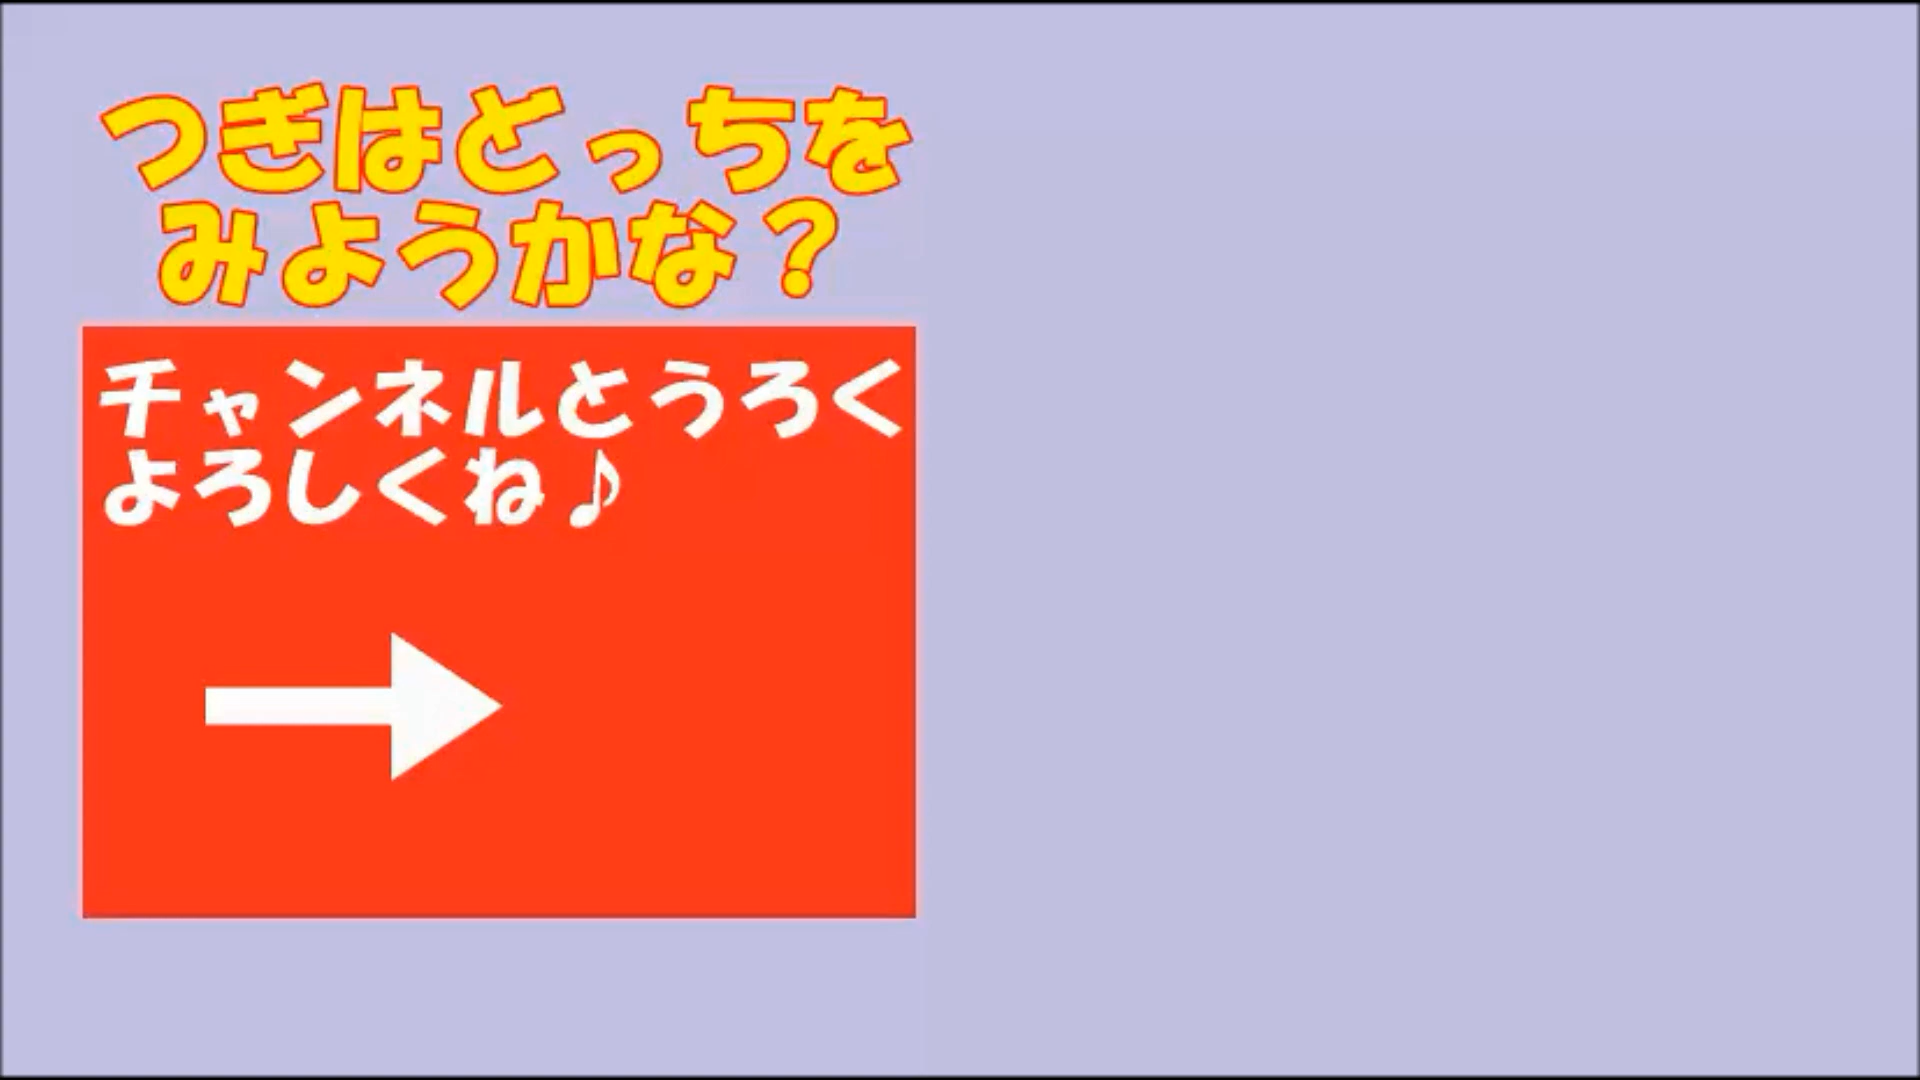 つぎはどっちを
みようかな？
チャンネルとうろく
よろしくね♪